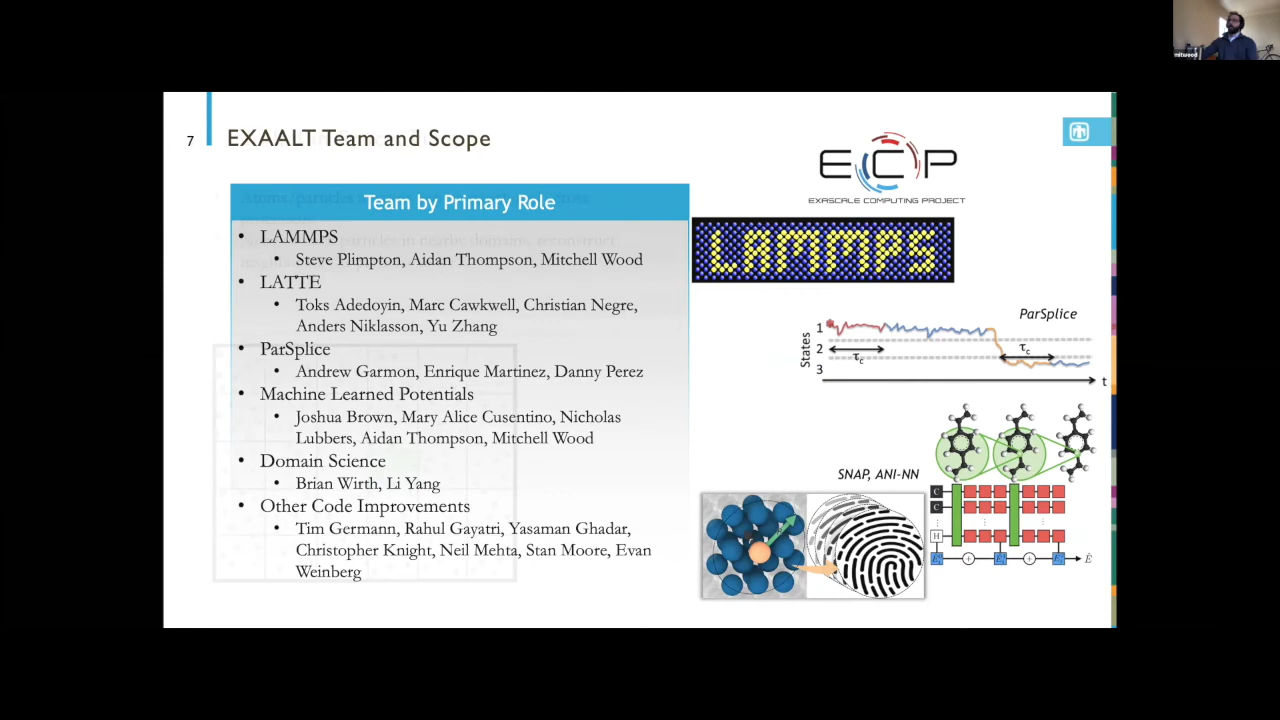 mitwood
7
EXAALT Team and Scope
ECP
EXASCALE COMPUTING PROJECT
Team by Primary Role
• LAMMPS
• Steve Plimpton, Aidan Thompson, Mitchell Wood
• LATTE
• Toks Adedoyin, Marc Cawkwell, Christian Negre,
Anders Niklasson, Yu Zhang
• ParSplice
• Andrew Garmon, Enrique Martinez, Danny Perez
• Machine Learned Potentials
• Joshua Brown, Mary Alice Cusentino, Nicholas
Lubbers, Aidan Thompson, Mitchell Wood
• Domain Science
• Brian Wirth, Li Yang
• Other Code Improvements
• Tim Germann, Rahul Gayatri, Yasaman Ghadar,
Christopher Knight, Neil Mehta, Stan Moore, Evan
Weinberg
LAMMPS
ParSplice
States
1
2
3
τc
τc
t
SNAP, ANI-NN
C
C
H
Ê